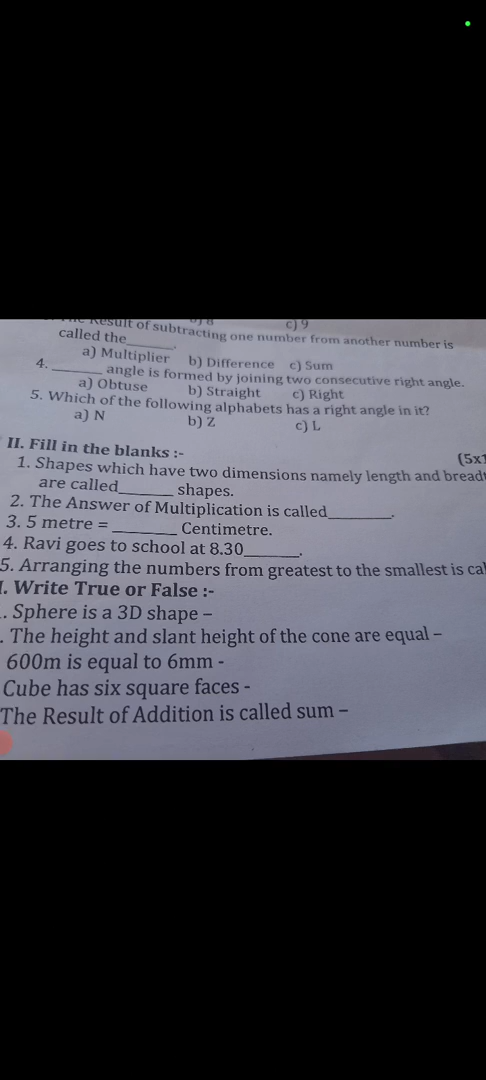 b) 8 c) 9
The Result of subtracting one number from another number is
called the_______.
a) Multiplier b) Difference c) Sum
4. _______ angle is formed by joining two consecutive right angle.
a) Obtuse b) Straight c) Right
5. Which of the following alphabets has a right angle in it?
a) N b) Z c) L
II. Fill in the blanks :- (5x1
1. Shapes which have two dimensions namely length and bread
are called_______ shapes.
2. The Answer of Multiplication is called________.
3. 5 metre = ________ Centimetre.
4. Ravi goes to school at 8.30_______.
5. Arranging the numbers from greatest to the smallest is cal
I. Write True or False :-
. Sphere is a 3D shape –
. The height and slant height of the cone are equal –
600m is equal to 6mm -
Cube has six square faces -
The Result of Addition is called sum –